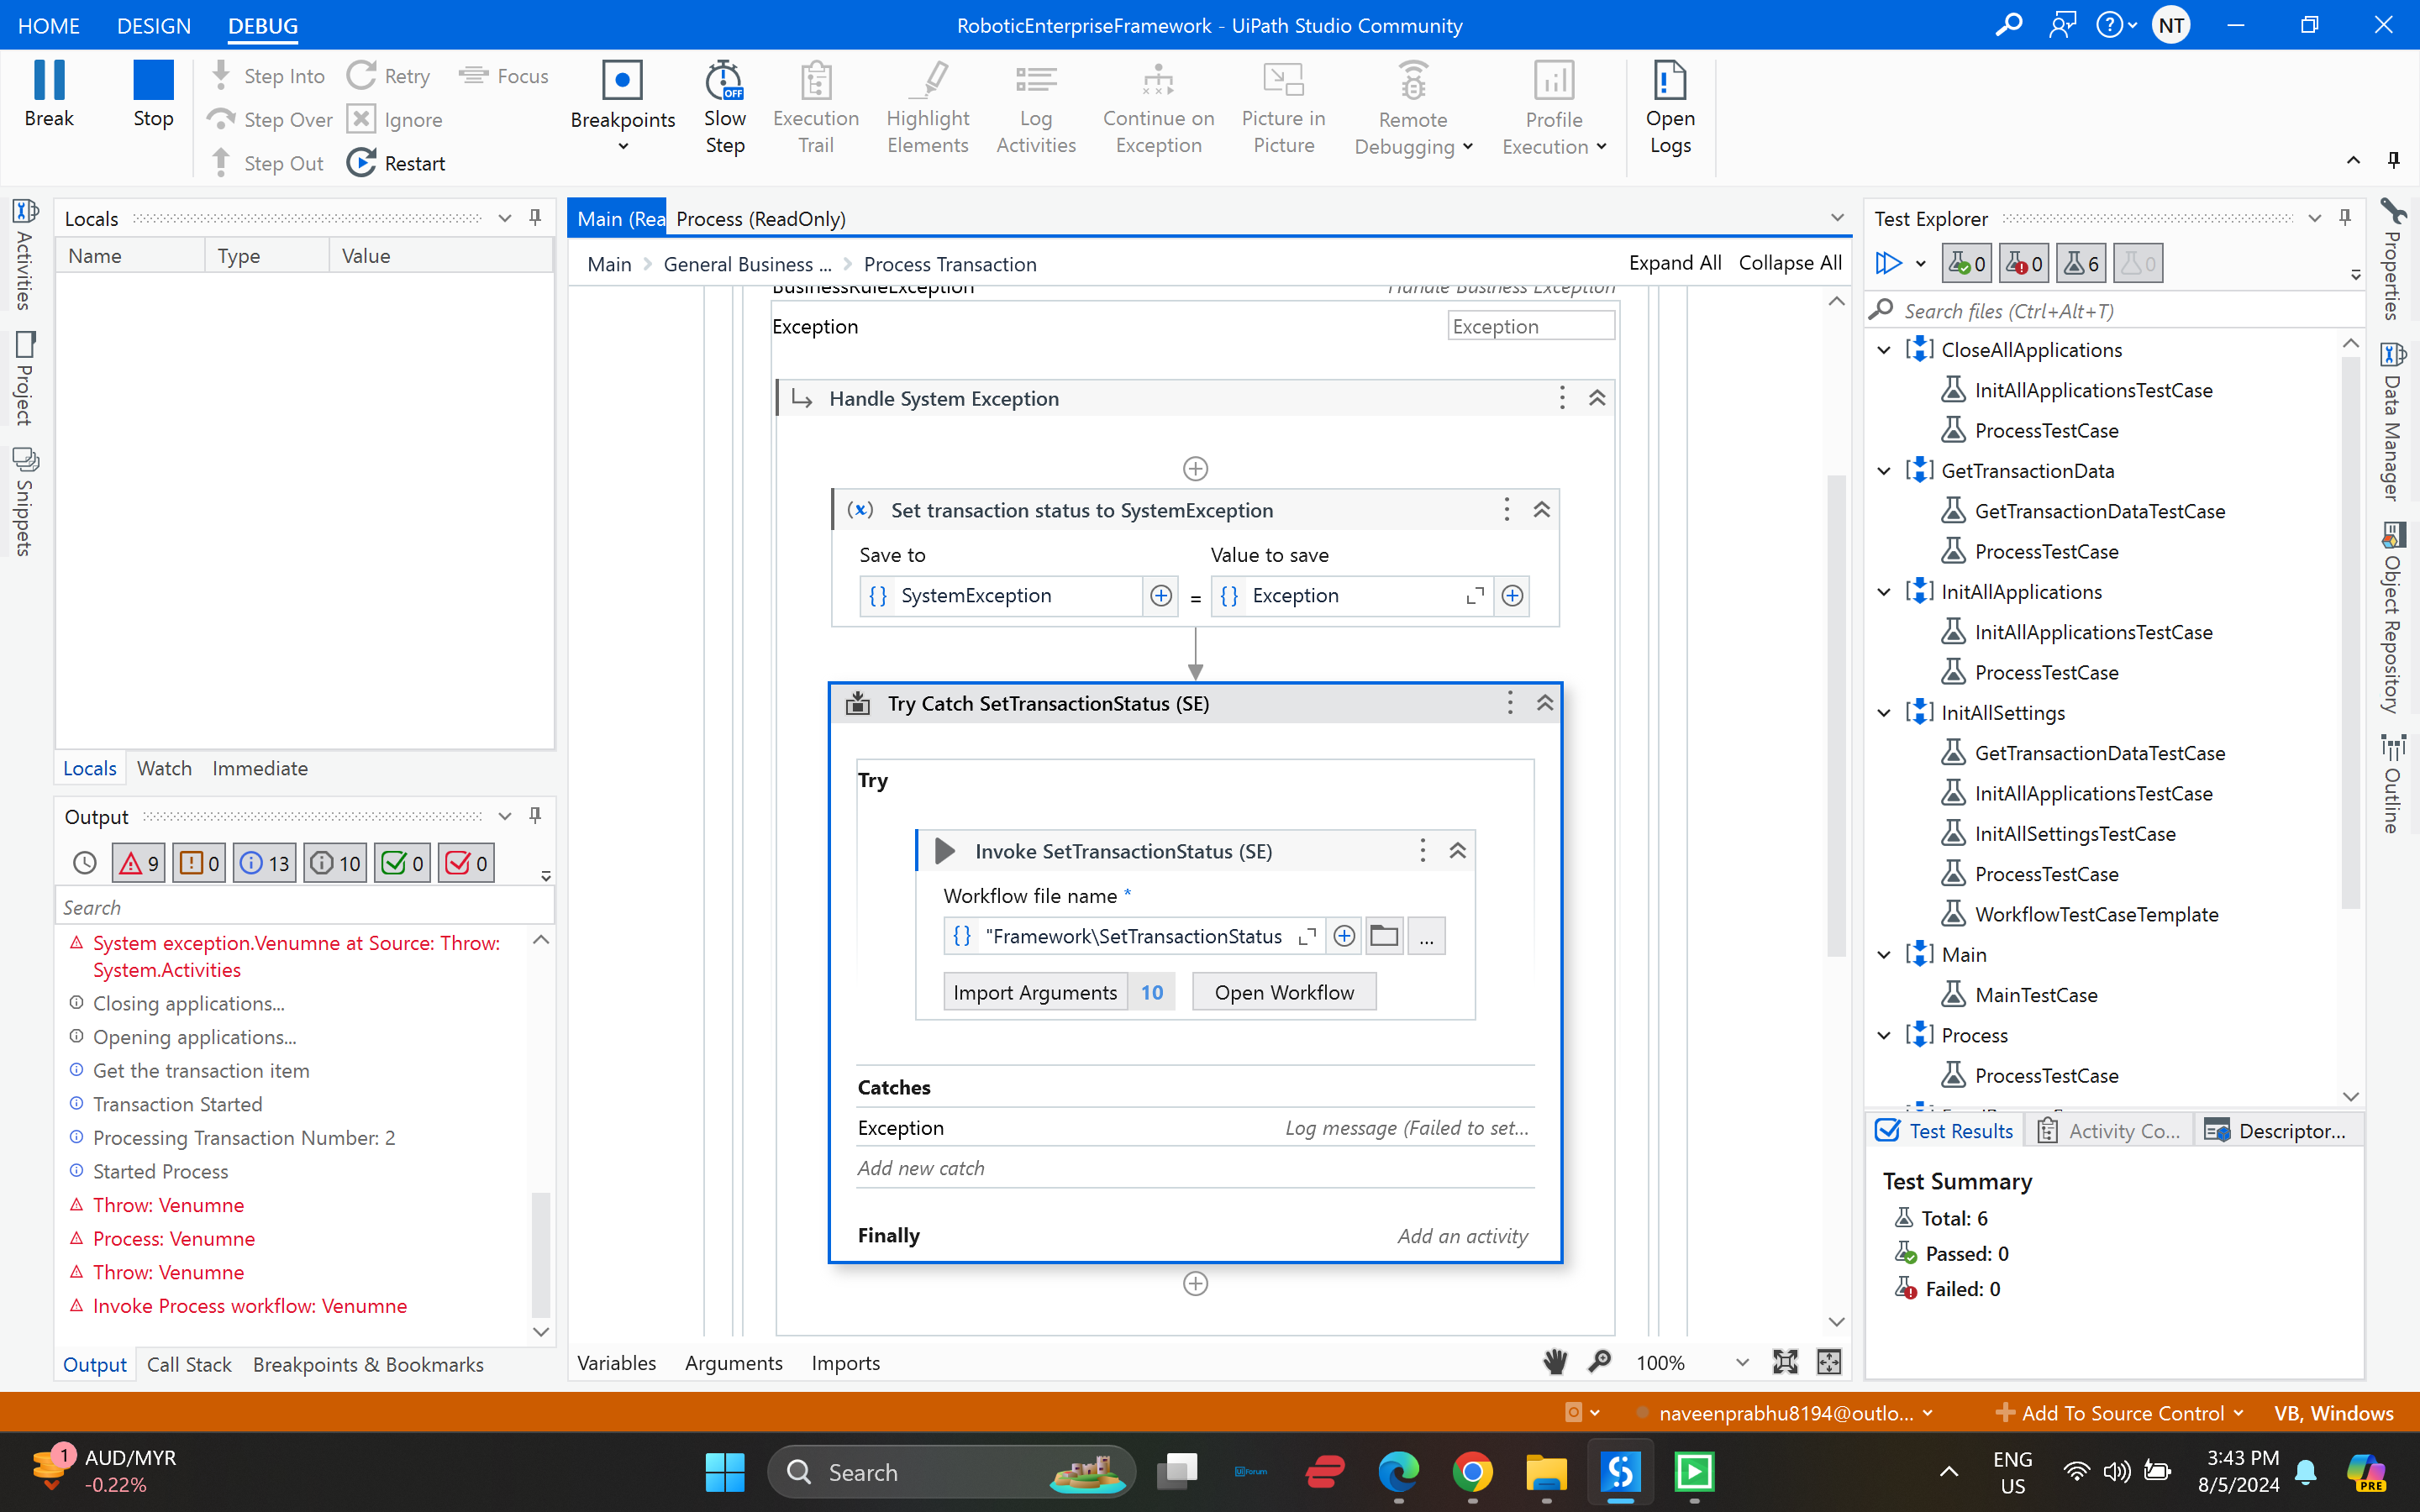 HOME DESIGN DEBUG
RoboticEnterpriseFramework - UiPath Studio Community
NT
Break
Stop
Step Into
Step Over
Step Out
Retry
Ignore
Restart
Focus
Breakpoints
OFF
Slow
Step
Execution
Trail
Highlight
Elements
Log
Activities
Continue on
Exception
Picture in
Picture
Remote
Debugging
Profile
Execution
Open
Logs
Activities
Project
Snippets
Locals
Name Type Value
Locals Watch Immediate
Output
9 0 13 10 0 0
Search
System exception.Venumne at Source: Throw:
System.Activities
Closing applications...
Opening applications...
Get the transaction item
Transaction Started
Processing Transaction Number: 2
Started Process
Throw: Venumne
Process: Venumne
Throw: Venumne
Invoke Process workflow: Venumne
Output Call Stack Breakpoints & Bookmarks
Main (Rea Process (ReadOnly)
Main > General Business ... > Process Transaction
Expand All Collapse All
BusinessRuleException Handle Business Exception
Exception Exception
Handle System Exception
(x) Set transaction status to SystemException
Save to Value to save
{} SystemException = {} Exception
Try Catch SetTransactionStatus (SE)
Try
Invoke SetTransactionStatus (SE)
Workflow file name *
{} "Framework\SetTransactionStatus ...
Import Arguments 10 Open Workflow
Catches
Exception Log message (Failed to set...
Add new catch
Finally Add an activity
Variables Arguments Imports
100%
Test Explorer
0 0 6 0
Search files (Ctrl+Alt+T)
CloseAllApplications
InitAllApplicationsTestCase
ProcessTestCase
GetTransactionData
GetTransactionDataTestCase
ProcessTestCase
InitAllApplications
InitAllApplicationsTestCase
ProcessTestCase
InitAllSettings
GetTransactionDataTestCase
InitAllApplicationsTestCase
InitAllSettingsTestCase
ProcessTestCase
WorkflowTestCaseTemplate
Main
MainTestCase
Process
ProcessTestCase
Test Results Activity Co... Descriptor...
Test Summary
Total: 6
Passed: 0
Failed: 0
Properties
Data Manager
Object Repository
Outline
naveenprabhu8194@outlo... Add To Source Control VB, Windows
1
AUD/MYR
-0.22%
Search
UiForum
ENG
US
3:43 PM
8/5/2024
PRE